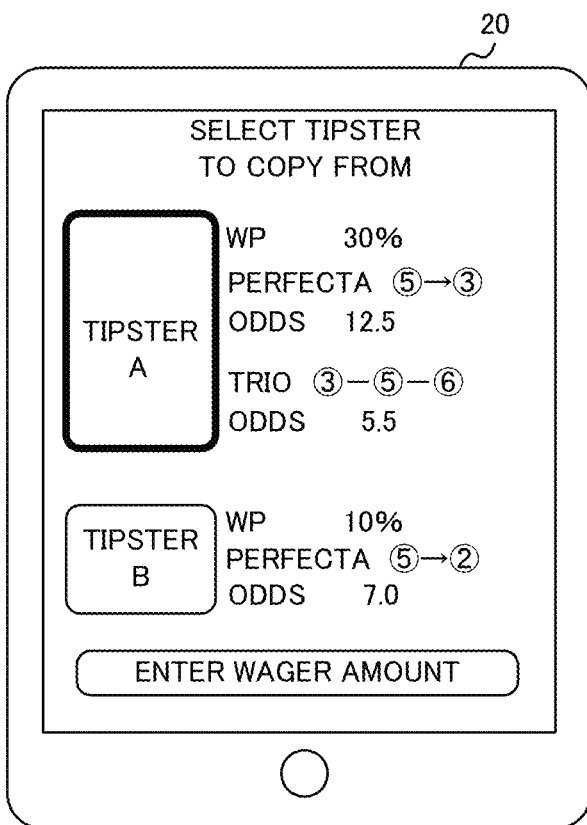 20
SELECT TIPSTER
TO COPY FROM
TIPSTER
A
WP 30%
PERFECTA ⑤→③
ODDS 12.5
TRIO ③－⑤－⑥
ODDS 5.5
TIPSTER
B
WP 10%
PERFECTA ⑤→②
ODDS 7.0
ENTER WAGER AMOUNT